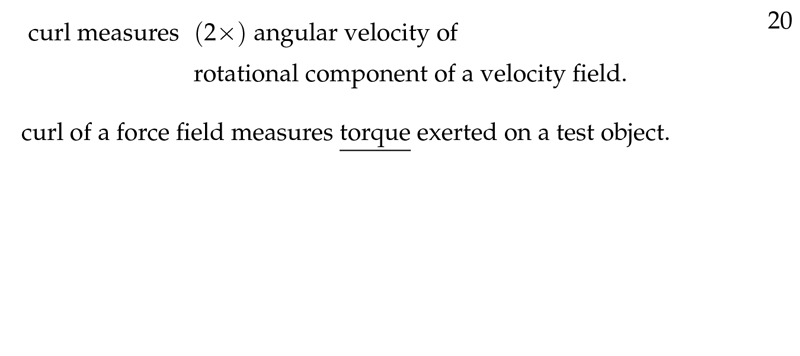 20
curl measures (2×) angular velocity of
rotational component of a velocity field.
curl of a force field measures torque exerted on a test object.